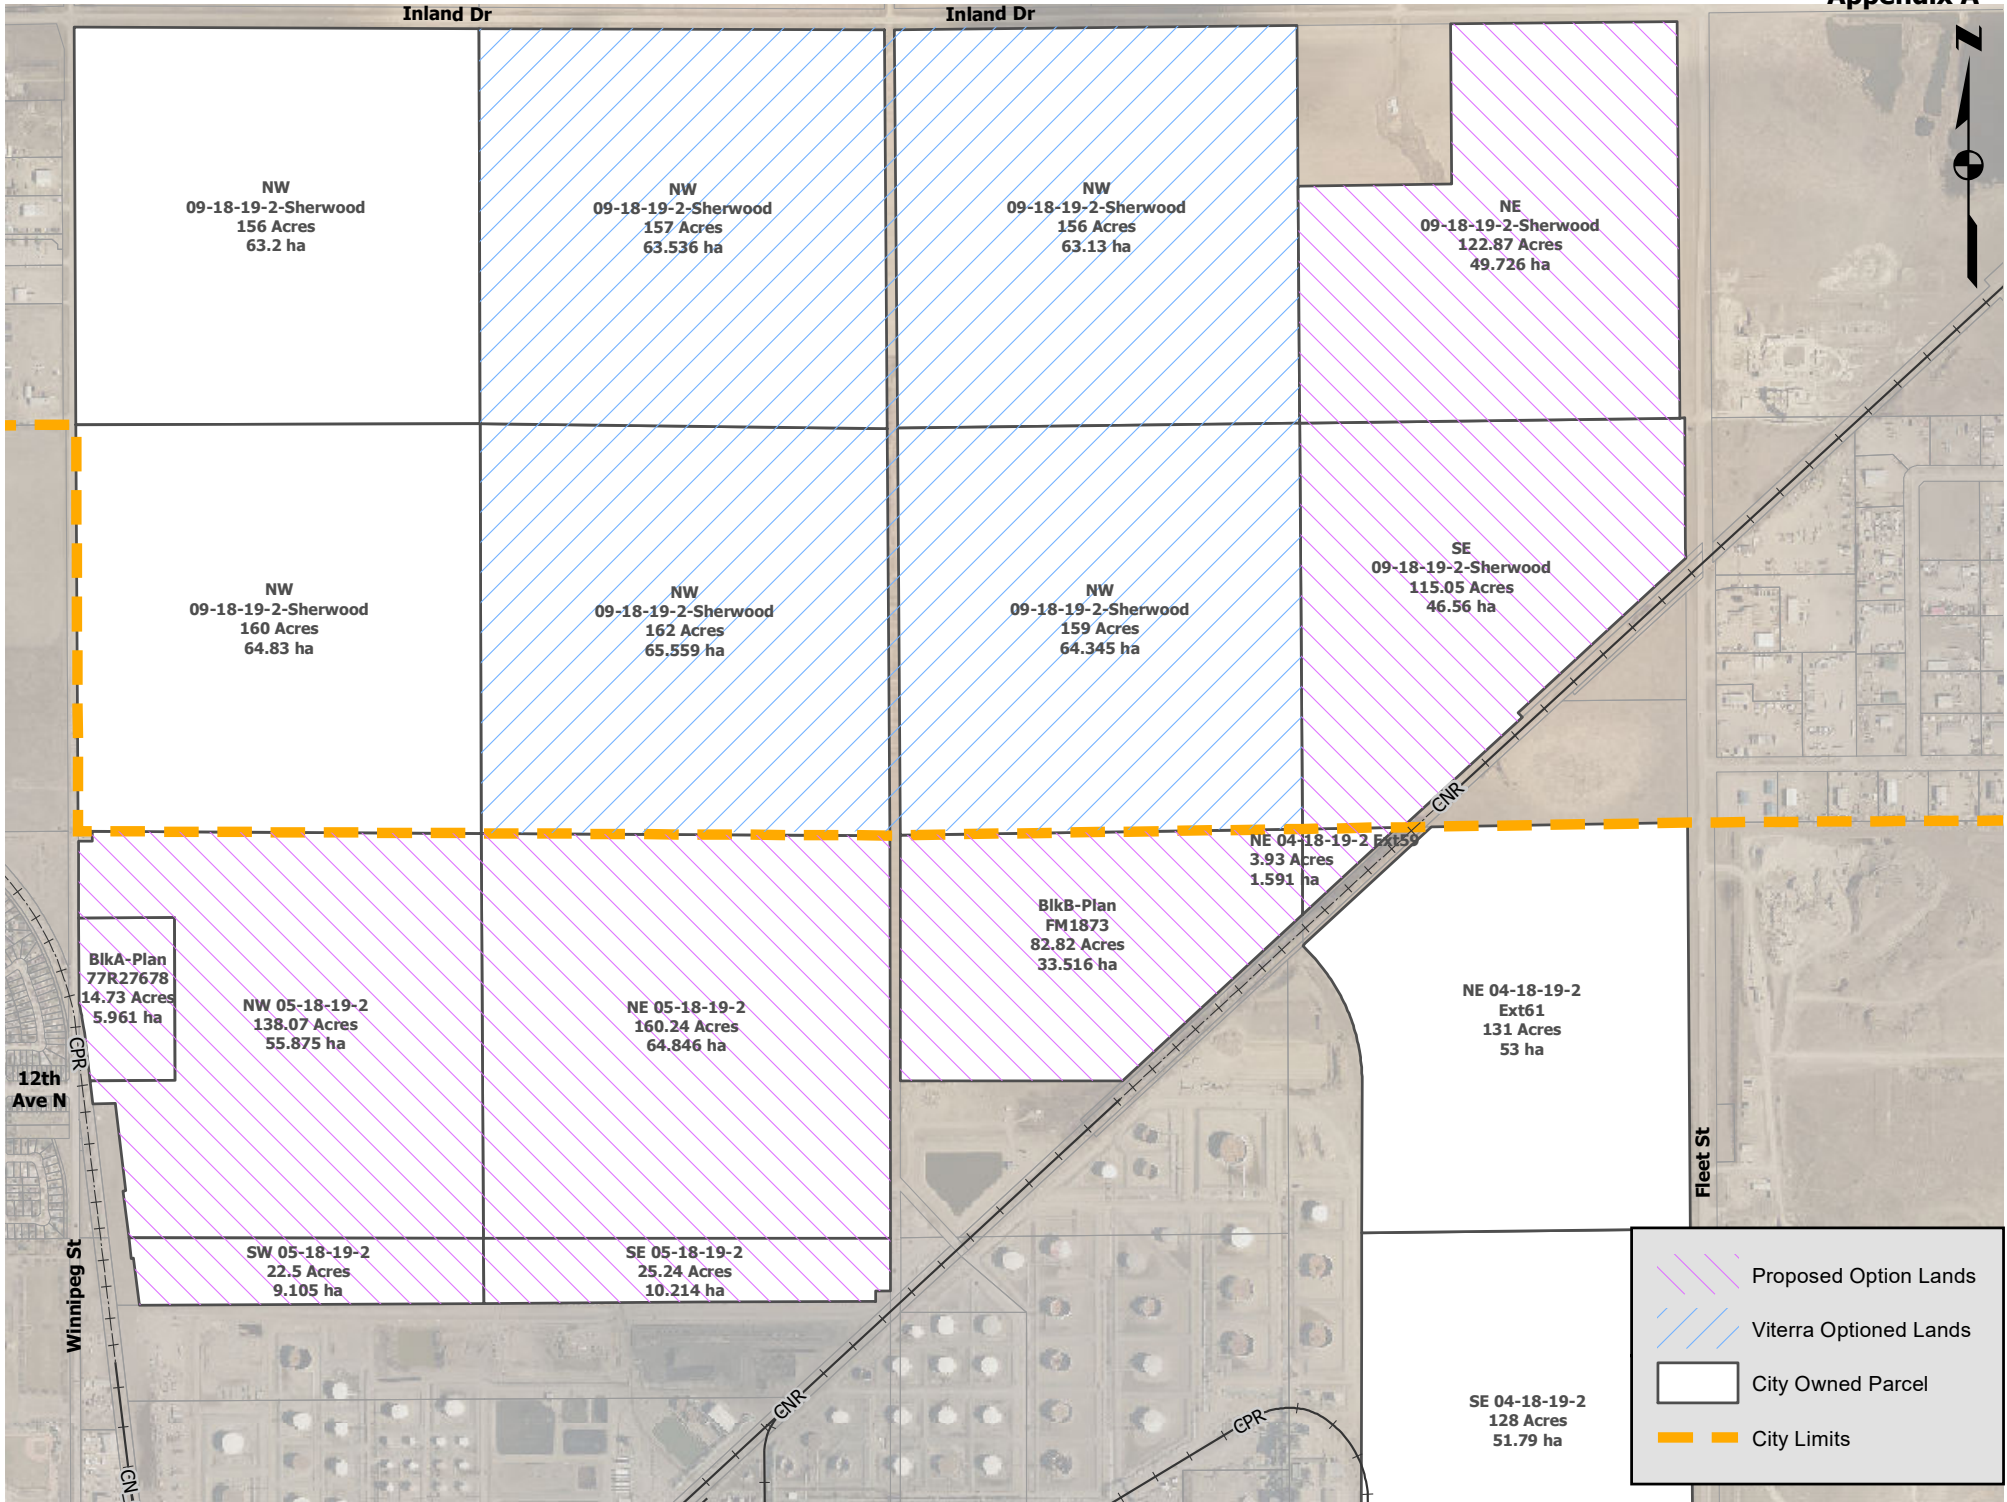 Appendix A
Inland Dr
Inland Dr
N
NW
09-18-19-2-Sherwood
156 Acres
63.2 ha
NW
09-18-19-2-Sherwood
157 Acres
63.536 ha
NW
09-18-19-2-Sherwood
156 Acres
63.13 ha
NE
09-18-19-2-Sherwood
122.87 Acres
49.726 ha
NW
09-18-19-2-Sherwood
160 Acres
64.83 ha
NW
09-18-19-2-Sherwood
162 Acres
65.559 ha
NW
09-18-19-2-Sherwood
159 Acres
64.345 ha
SE
09-18-19-2-Sherwood
115.05 Acres
46.56 ha
CNR
NE 04-18-19-2 Ext59
3.93 Acres
1.591 ha
BlkA-Plan
77R27678
14.73 Acres
5.961 ha
NW 05-18-19-2
138.07 Acres
55.875 ha
NE 05-18-19-2
160.24 Acres
64.846 ha
BlkB-Plan
FM1873
82.82 Acres
33.516 ha
NE 04-18-19-2
Ext61
131 Acres
53 ha
CPR
12th
Ave N
Winnipeg St
Fleet St
SW 05-18-19-2
22.5 Acres
9.105 ha
SE 05-18-19-2
25.24 Acres
10.214 ha
SE 04-18-19-2
128 Acres
51.79 ha
CNR
CPR
CN
Proposed Option Lands
Viterra Optioned Lands
City Owned Parcel
City Limits